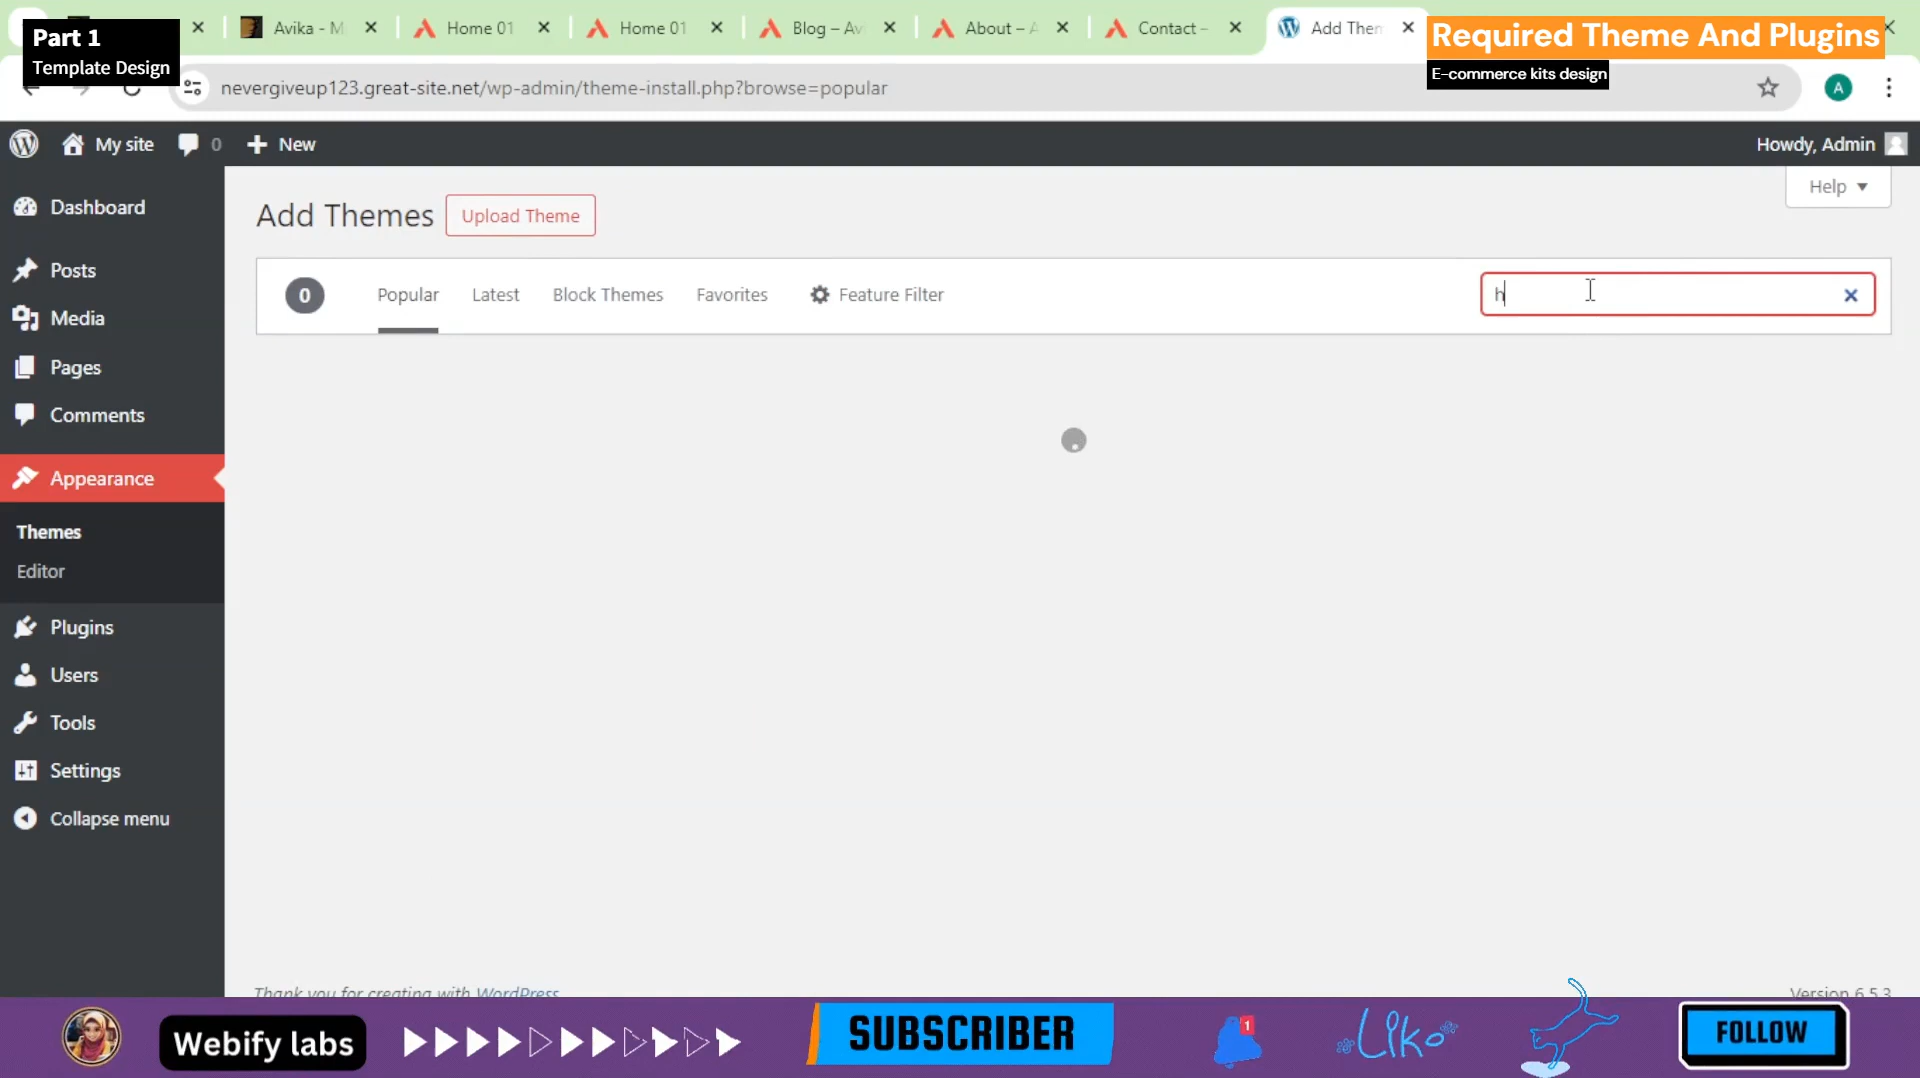 Part 1
Template Design
Avika - M
Home 01
Home 01
Blog – Av
About – A
Contact –
Add Then
Required Theme And Plugins
E-commerce kits design
nevergiveup123.great-site.net/wp-admin/theme-install.php?browse=popular
A
My site
0
New
Howdy, Admin
Help
Dashboard
Posts
Media
Pages
Comments
Appearance
Themes
Editor
Plugins
Users
Tools
Settings
Collapse menu
Add Themes
Upload Theme
0
Popular
Latest
Block Themes
Favorites
Feature Filter
h
Thank you for creating with WordPress
Version 6.5.3
Webify labs
SUBSCRIBER
1
Like
FOLLOW